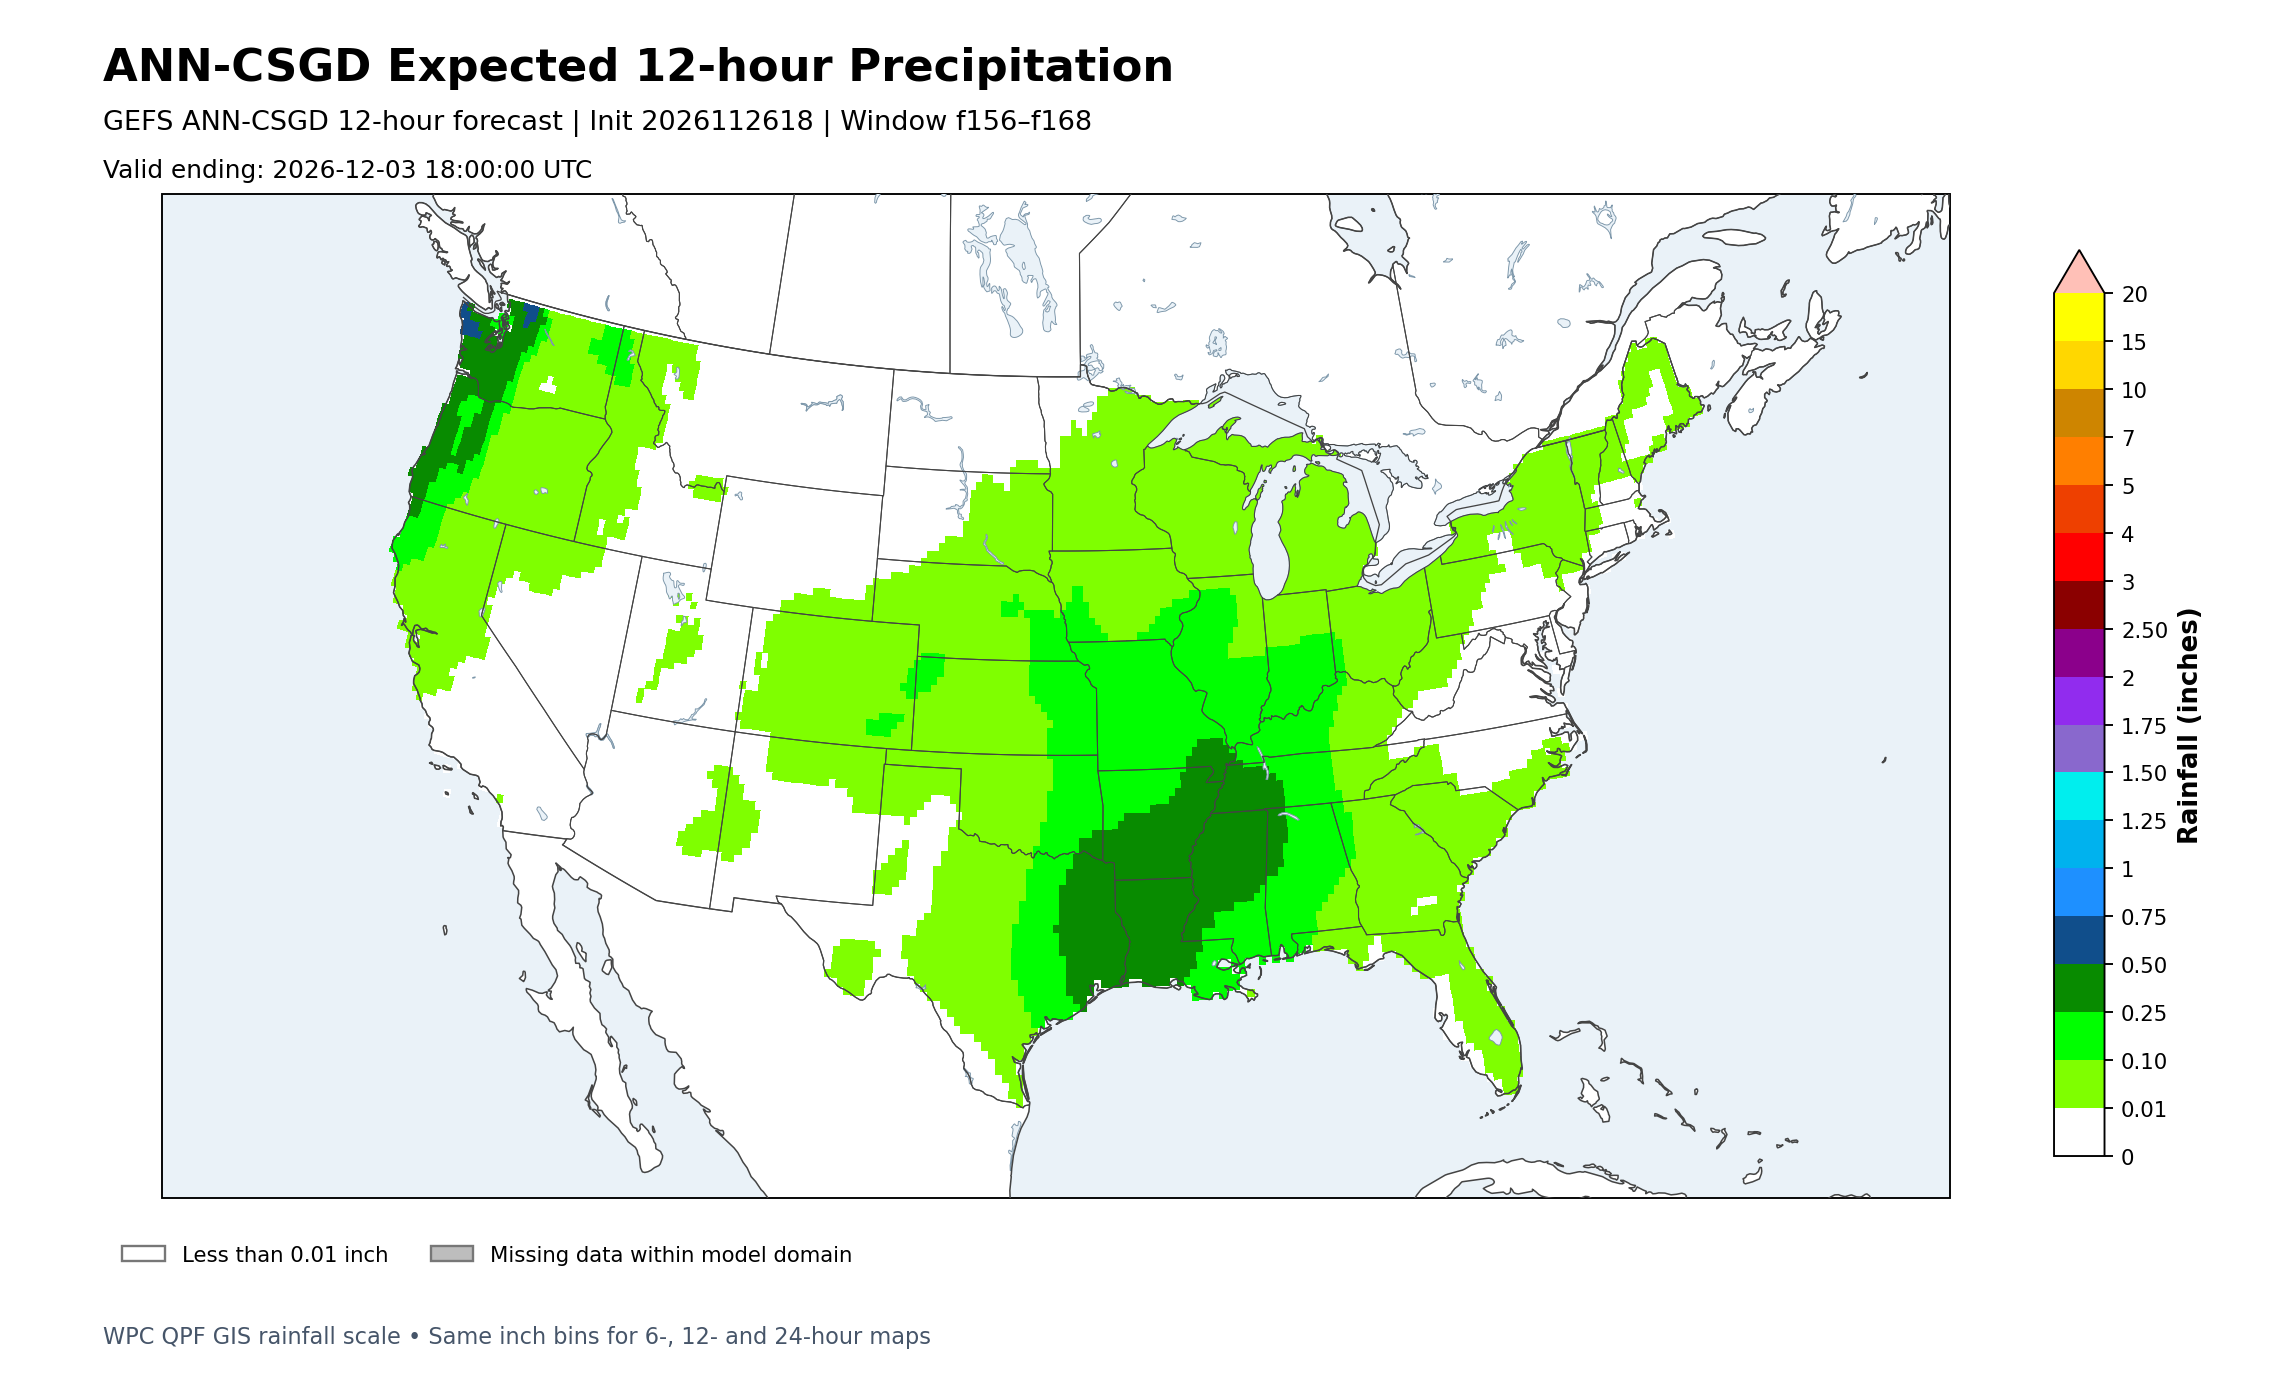 ANN-CSGD Expected 12-hour Precipitation
GEFS ANN-CSGD 12-hour forecast | Init 2026112618 | Window f156–f168
Valid ending: 2026-12-03 18:00:00 UTC
20
15
10
7
5
4
3
2.50
2
1.75
1.50
1.25
1
0.75
0.50
0.25
0.10
0.01
0
Rainfall (inches)
Less than 0.01 inch
Missing data within model domain
WPC QPF GIS rainfall scale • Same inch bins for 6-, 12- and 24-hour maps